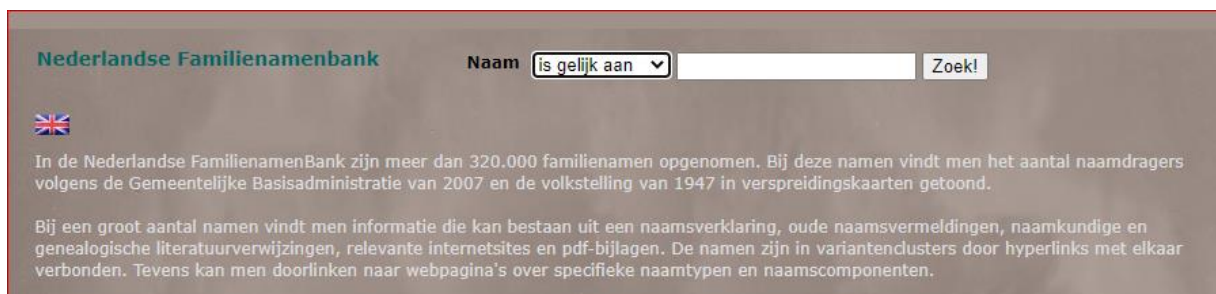 Nederlandse Familienamenbank Naam is gelijk aan Zoek!
In de Nederlandse FamilienamenBank zijn meer dan 320.000 familienamen opgenomen. Bij deze namen vindt men het aantal naamdragers
volgens de Gemeentelijke Basisadministratie van 2007 en de volkstelling van 1947 in verspreidingskaarten getoond.
Bij een groot aantal namen vindt men informatie die kan bestaan uit een naamsverklaring, oude naamsvermeldingen, naamkundige en
genealogische literatuurverwijzingen, relevante internetsites en pdf-bijlagen. De namen zijn in variantenclusters door hyperlinks met elkaar
verbonden. Tevens kan men doorlinken naar webpagina's over specifieke naamtypen en naamscomponenten.